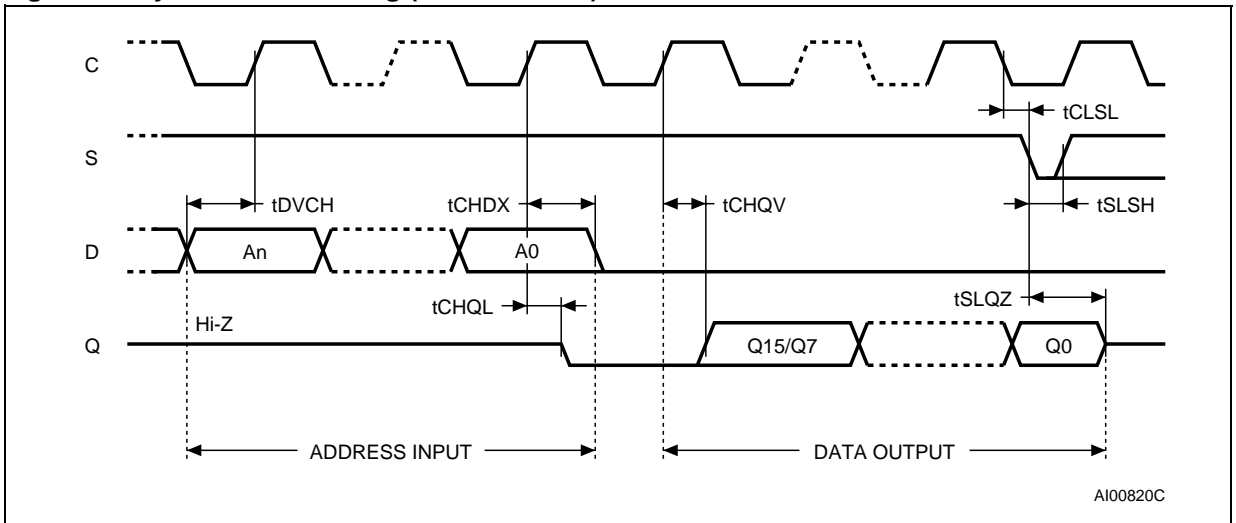 C
tCLSL
S
tDVCH
tCHDX
tCHQV
tSLSH
D
An
A0
tCHQL
tSLQZ
Hi-Z
Q
Q15/Q7
Q0
ADDRESS INPUT
DATA OUTPUT
AI00820C